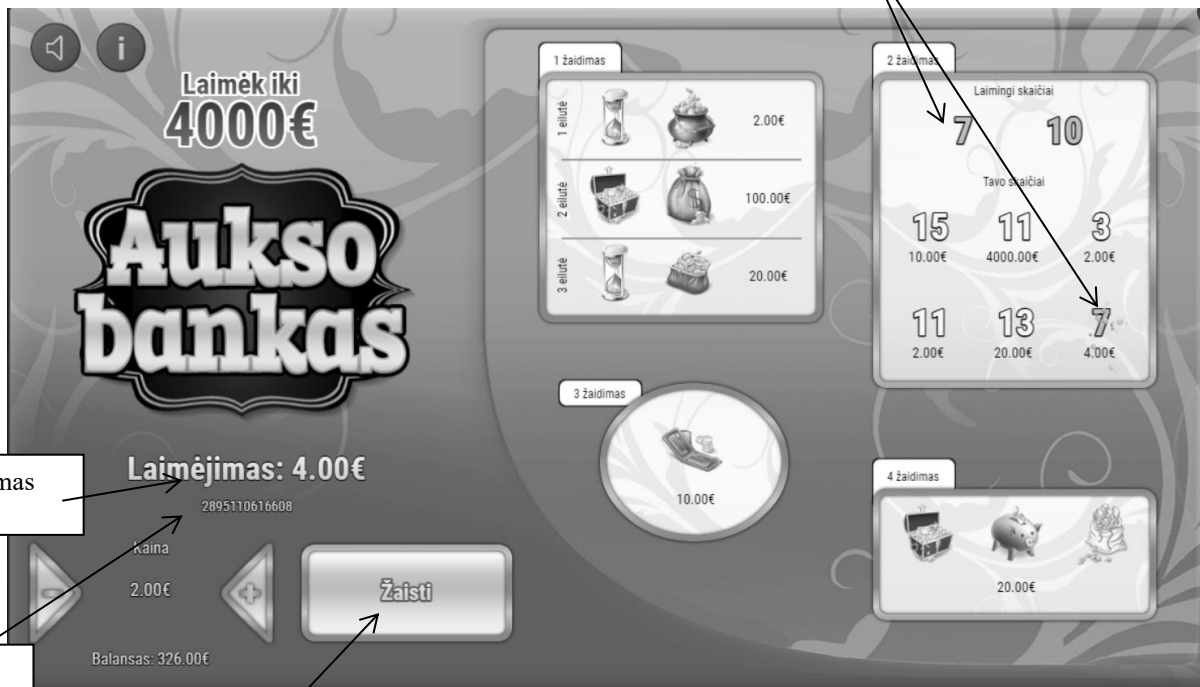 i
Laimėk iki
4000€
Aukso
bankas
mas
Laimėjimas: 4.00€
2895110616608
Kaina
2.00€
- +
Žaisti
Balansas: 326.00€
1 žaidimas
1 eilutė 2.00€
2 eilutė 100.00€
3 eilutė 20.00€
2 žaidimas
Laimingi skaičiai
7 10
Tavo skaičiai
15 11 3
10.00€ 4000.00€ 2.00€
11 13 7
2.00€ 20.00€ 4.00€
3 žaidimas
10.00€
4 žaidimas
20.00€